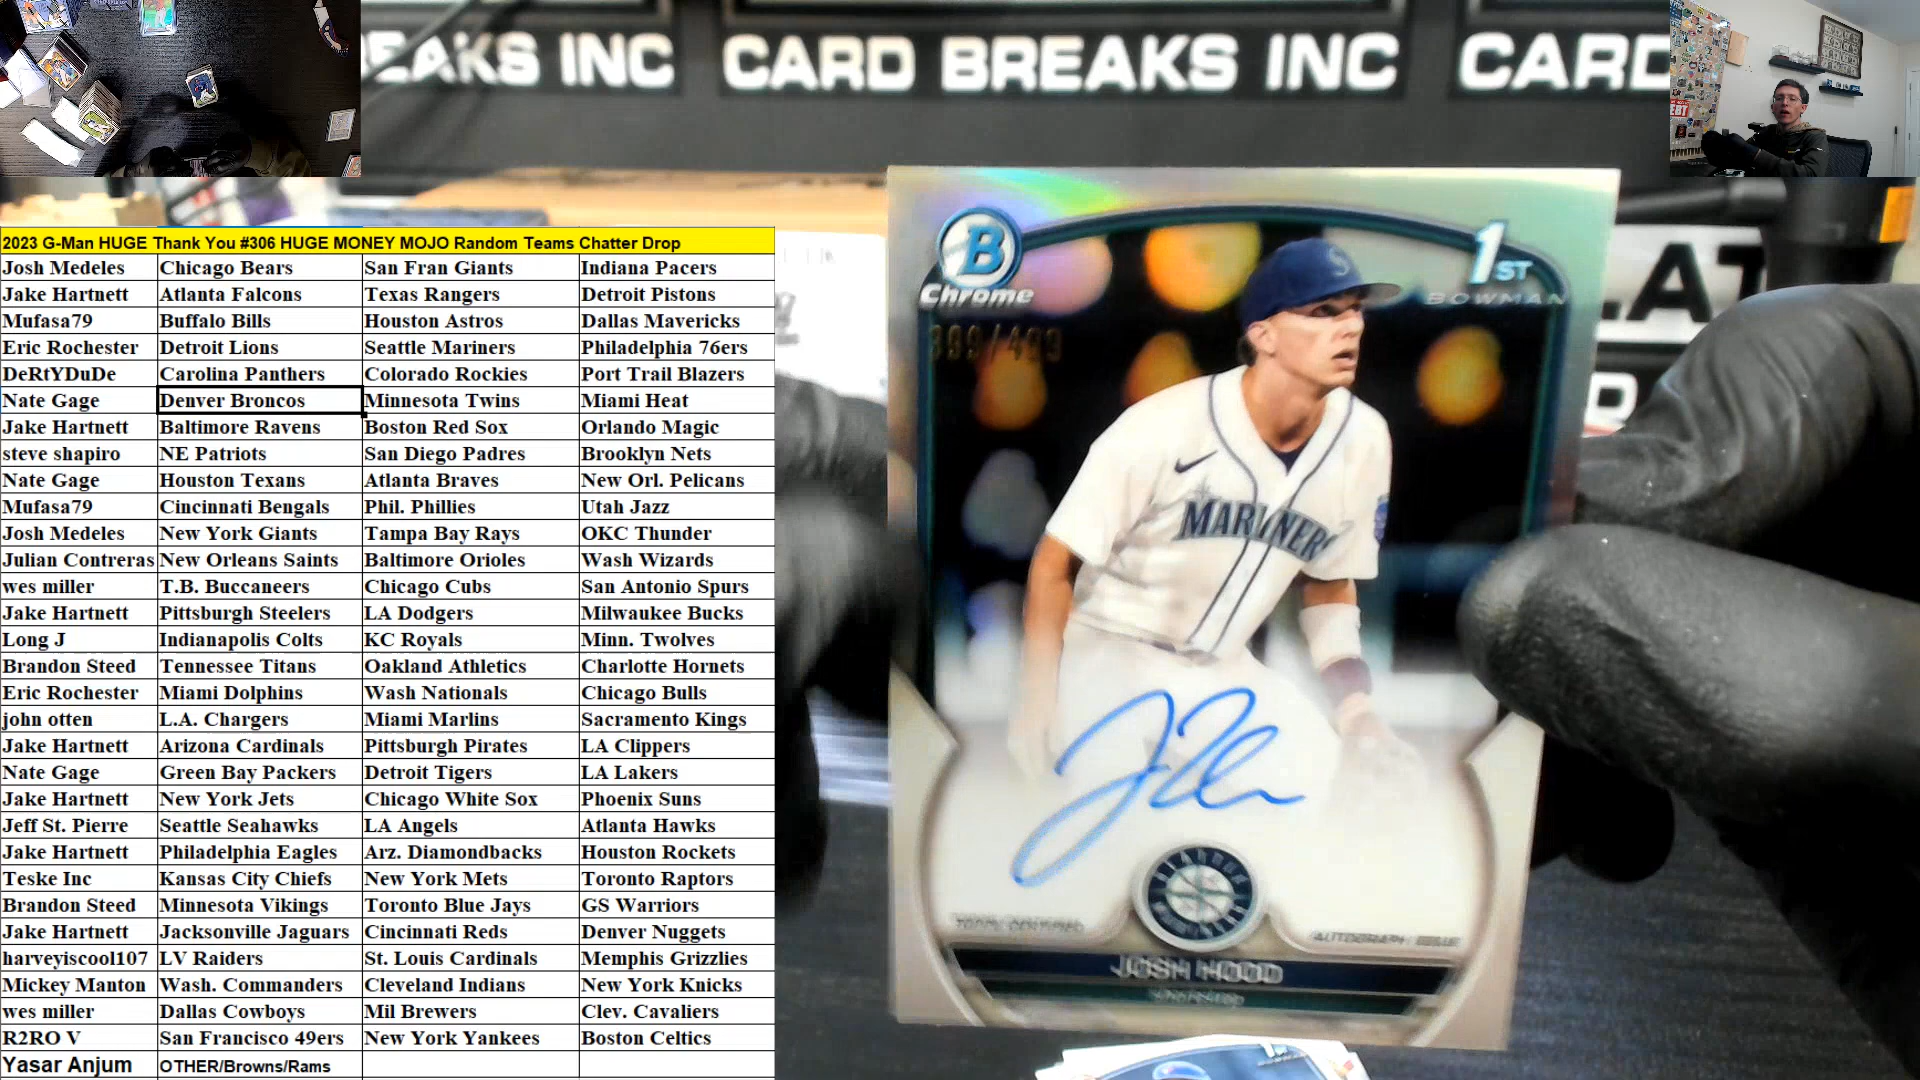 EAKS INC CARD BREAKS INC CARD
2023 G-Man HUGE Thank You #306 HUGE MONEY MOJO Random Teams Chatter Drop
Josh Medeles Chicago Bears San Fran Giants Indiana Pacers
Jake Hartnett Atlanta Falcons Texas Rangers Detroit Pistons
Mufasa79 Buffalo Bills Houston Astros Dallas Mavericks
Eric Rochester Detroit Lions Seattle Mariners Philadelphia 76ers
DeRtYDuDe Carolina Panthers Colorado Rockies Port Trail Blazers
Nate Gage Denver Broncos Minnesota Twins Miami Heat
Jake Hartnett Baltimore Ravens Boston Red Sox Orlando Magic
steve shapiro NE Patriots San Diego Padres Brooklyn Nets
Nate Gage Houston Texans Atlanta Braves New Orl. Pelicans
Mufasa79 Cincinnati Bengals Phil. Phillies Utah Jazz
Josh Medeles New York Giants Tampa Bay Rays OKC Thunder
Julian Contreras New Orleans Saints Baltimore Orioles Wash Wizards
wes miller T.B. Buccaneers Chicago Cubs San Antonio Spurs
Jake Hartnett Pittsburgh Steelers LA Dodgers Milwaukee Bucks
Long J Indianapolis Colts KC Royals Minn. Twolves
Brandon Steed Tennessee Titans Oakland Athletics Charlotte Hornets
Eric Rochester Miami Dolphins Wash Nationals Chicago Bulls
john otten L.A. Chargers Miami Marlins Sacramento Kings
Jake Hartnett Arizona Cardinals Pittsburgh Pirates LA Clippers
Nate Gage Green Bay Packers Detroit Tigers LA Lakers
Jake Hartnett New York Jets Chicago White Sox Phoenix Suns
Jeff St. Pierre Seattle Seahawks LA Angels Atlanta Hawks
Jake Hartnett Philadelphia Eagles Arz. Diamondbacks Houston Rockets
Teske Inc Kansas City Chiefs New York Mets Toronto Raptors
Brandon Steed Minnesota Vikings Toronto Blue Jays GS Warriors
Jake Hartnett Jacksonville Jaguars Cincinnati Reds Denver Nuggets
harveyiscool107 LV Raiders St. Louis Cardinals Memphis Grizzlies
Mickey Manton Wash. Commanders Cleveland Indians New York Knicks
wes miller Dallas Cowboys Mil Brewers Clev. Cavaliers
R2RO V San Francisco 49ers New York Yankees Boston Celtics
Yasar Anjum OTHER/Browns/Rams
B
Chrome
1ST
BOWMAN
S
MARINERS
JOSH HOOD